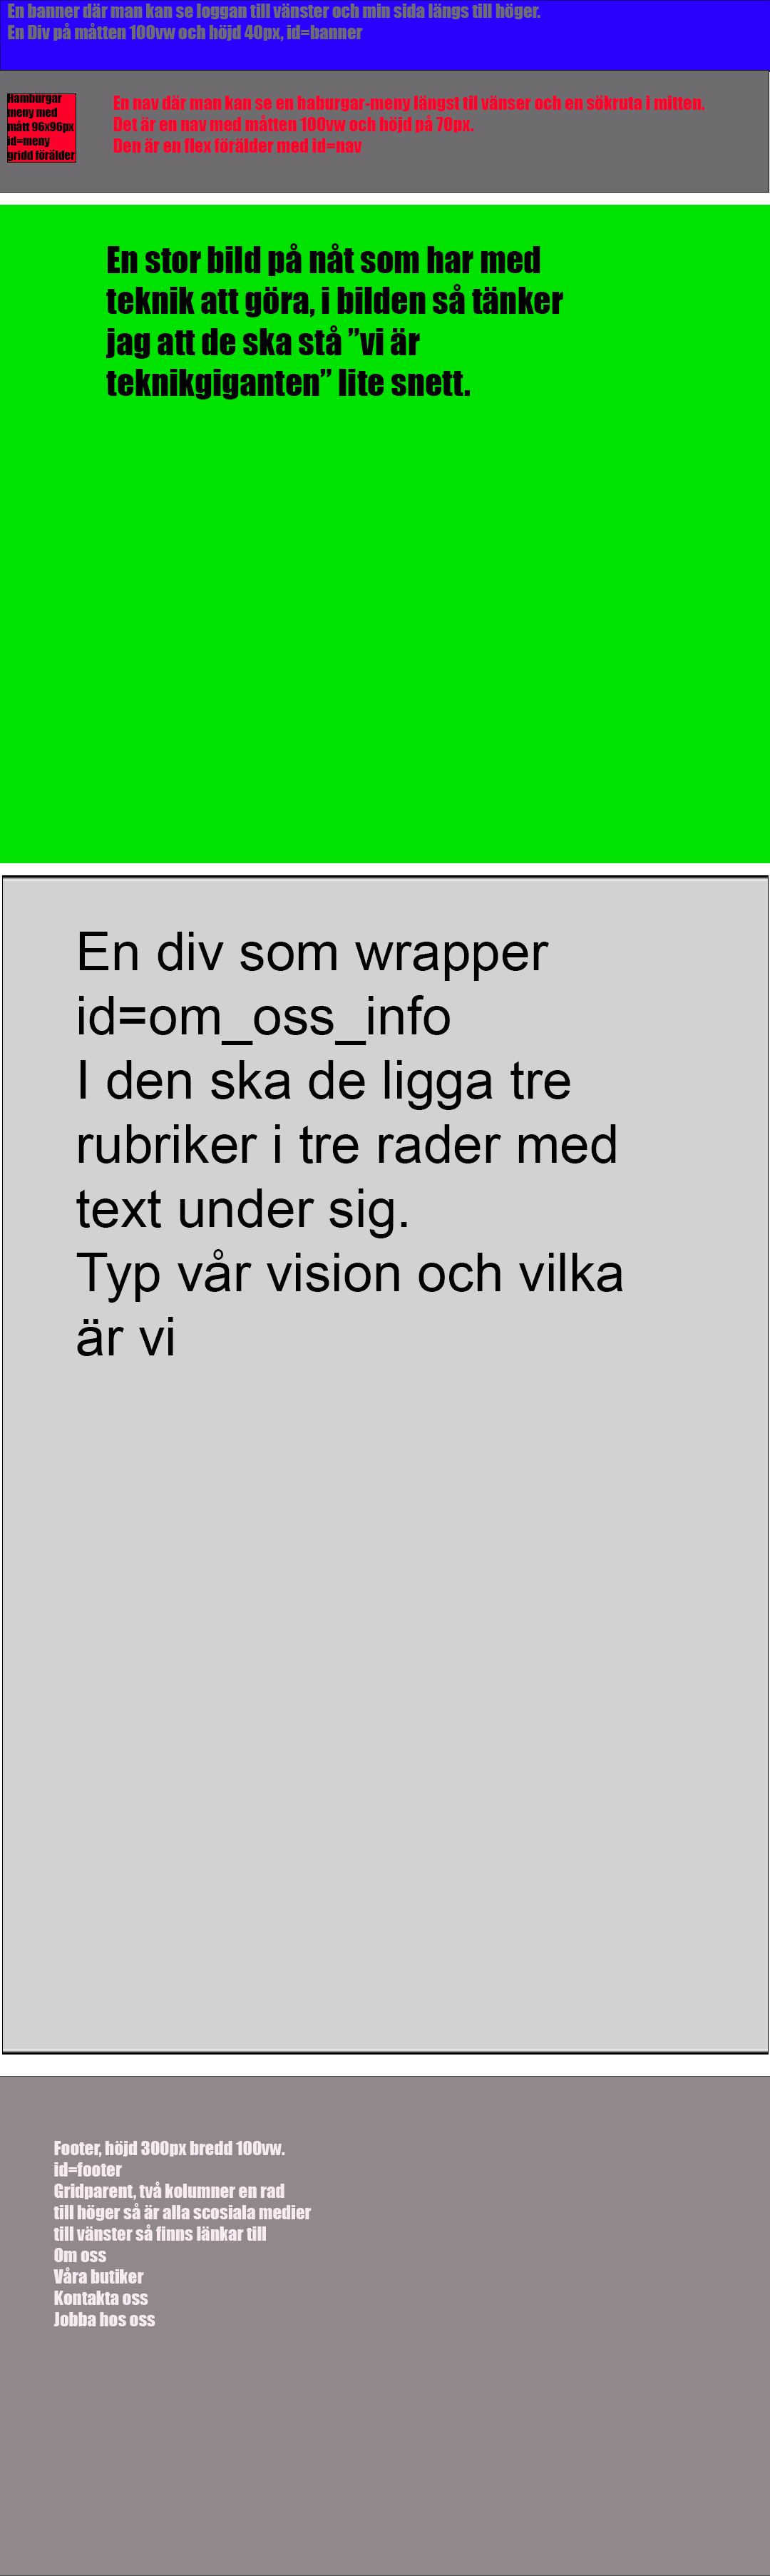 En banner där man kan se loggan till vänster och min sida längs till höger.
En Div på måtten 100vw och höjd 40px, id=banner
Hamburgar
meny med
mått 96x96px
id=meny
gridd förälder
En nav där man kan se en haburgar-meny längst til vänser och en sökruta i mitten.
Det är en nav med måtten 100vw och höjd på 70px.
Den är en flex förälder med id=nav
En stor bild på nåt som har med
teknik att göra, i bilden så tänker
jag att de ska stå ”vi är
teknikgiganten” lite snett.
En div som wrapper
id=om_oss_info
I den ska de ligga tre
rubriker i tre rader med
text under sig.
Typ vår vision och vilka
är vi
Footer, höjd 300px bredd 100vw.
id=footer
Gridparent, två kolumner en rad
till höger så är alla scosiala medier
till vänster så finns länkar till
Om oss
Våra butiker
Kontakta oss
Jobba hos oss